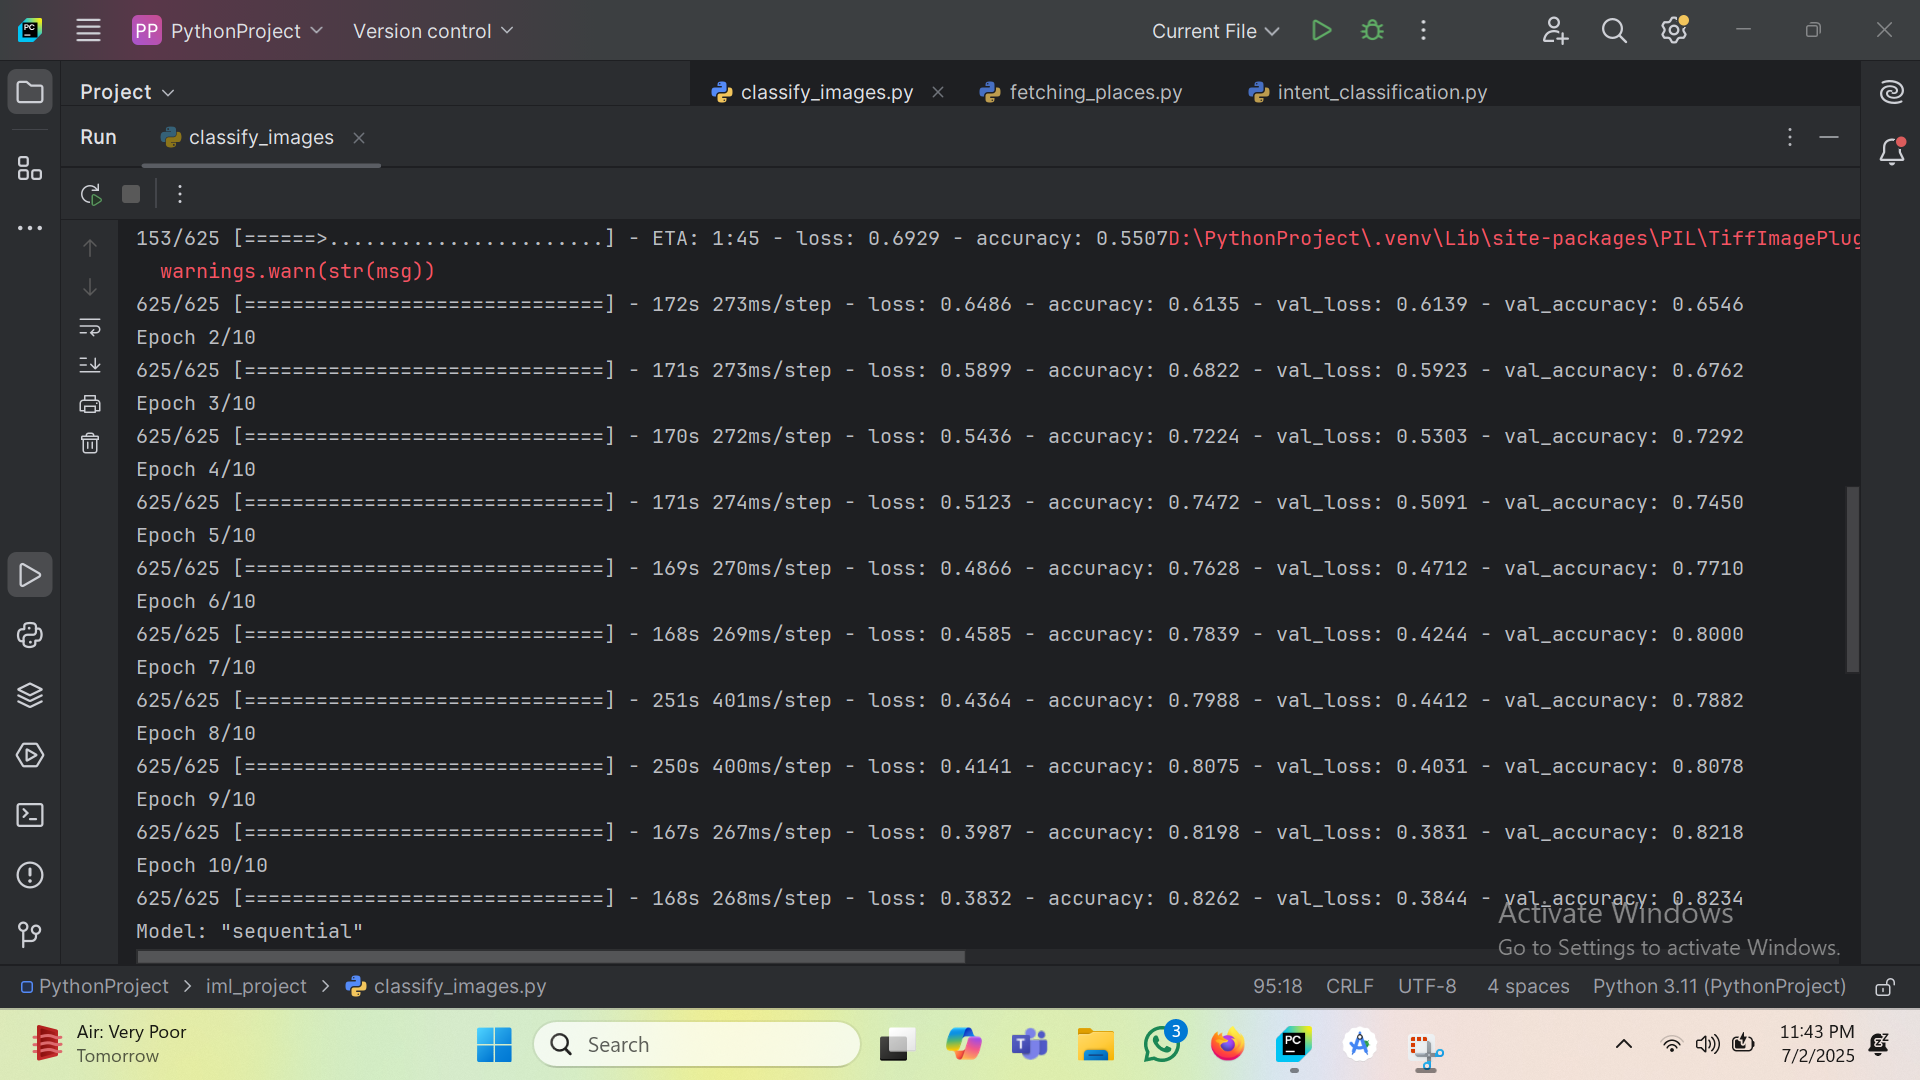 PP PythonProject Version control Current File
Project classify_images.py fetching_places.py intent_classification.py
Run classify_images
153/625 [======>.......................] - ETA: 1:45 - loss: 0.6929 - accuracy: 0.5507D:\PythonProject\.venv\Lib\site-packages\PIL\TiffImagePlug
warnings.warn(str(msg))
625/625 [==============================] - 172s 273ms/step - loss: 0.6486 - accuracy: 0.6135 - val_loss: 0.6139 - val_accuracy: 0.6546
Epoch 2/10
625/625 [==============================] - 171s 273ms/step - loss: 0.5899 - accuracy: 0.6822 - val_loss: 0.5923 - val_accuracy: 0.6762
Epoch 3/10
625/625 [==============================] - 170s 272ms/step - loss: 0.5436 - accuracy: 0.7224 - val_loss: 0.5303 - val_accuracy: 0.7292
Epoch 4/10
625/625 [==============================] - 171s 274ms/step - loss: 0.5123 - accuracy: 0.7472 - val_loss: 0.5091 - val_accuracy: 0.7450
Epoch 5/10
625/625 [==============================] - 169s 270ms/step - loss: 0.4866 - accuracy: 0.7628 - val_loss: 0.4712 - val_accuracy: 0.7710
Epoch 6/10
625/625 [==============================] - 168s 269ms/step - loss: 0.4585 - accuracy: 0.7839 - val_loss: 0.4244 - val_accuracy: 0.8000
Epoch 7/10
625/625 [==============================] - 251s 401ms/step - loss: 0.4364 - accuracy: 0.7988 - val_loss: 0.4412 - val_accuracy: 0.7882
Epoch 8/10
625/625 [==============================] - 250s 400ms/step - loss: 0.4141 - accuracy: 0.8075 - val_loss: 0.4031 - val_accuracy: 0.8078
Epoch 9/10
625/625 [==============================] - 167s 267ms/step - loss: 0.3987 - accuracy: 0.8198 - val_loss: 0.3831 - val_accuracy: 0.8218
Epoch 10/10
625/625 [==============================] - 168s 268ms/step - loss: 0.3832 - accuracy: 0.8262 - val_loss: 0.3844 - val_accuracy: 0.8234
Activate Windows
Model: "sequential"
Go to Settings to activate Windows.
PythonProject > iml_project > classify_images.py 95:18 CRLF UTF-8 4 spaces Python 3.11 (PythonProject)
Air: Very Poor
Tomorrow
Search
3
11:43 PM
7/2/2025